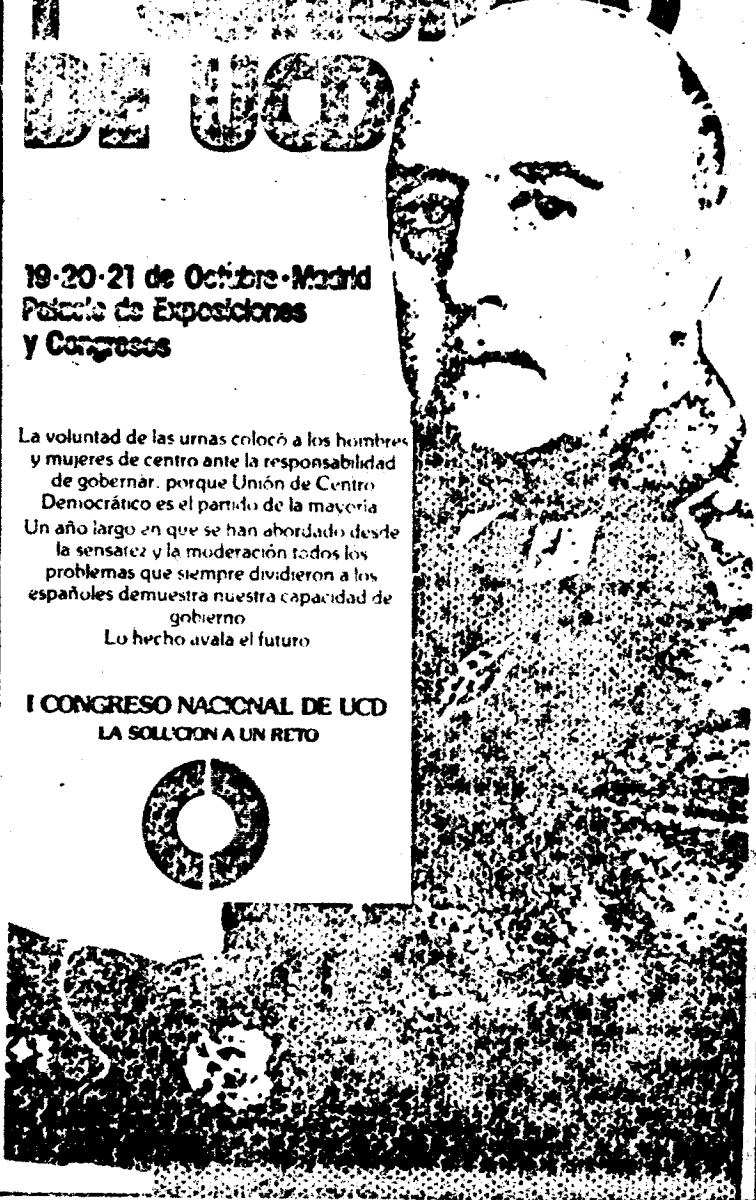 DE UCD
19·20·21 de Octubre·Madrid
Palacio de Exposiciones
y Congresos
La voluntad de las urnas colocó a los hombres
y mujeres de centro ante la responsabilidad
de gobernar, porque Unión de Centro
Democrático es el partido de la mayoría
Un año largo en que se han abordado desde
la sensatez y la moderación todos los
problemas que siempre dividieron a los
españoles demuestra nuestra capacidad de
gobierno
Lo hecho avala el futuro
I CONGRESO NACIONAL DE UCD
LA SOLUCION A UN RETO